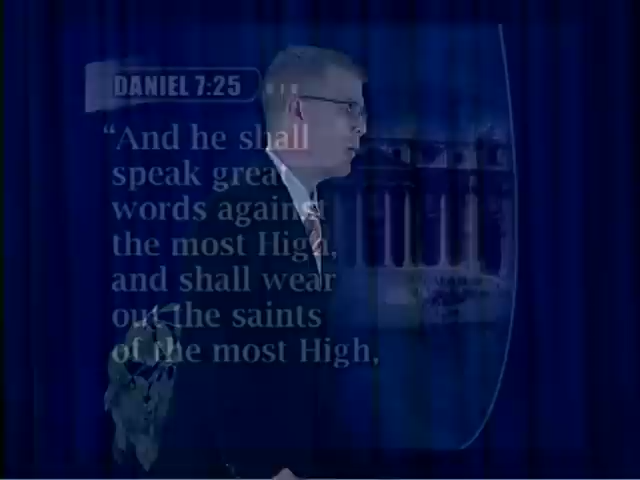 DANIEL 7:25
“And he shall
speak great
words against
the most High,
and shall wear
out the saints
of the most High,